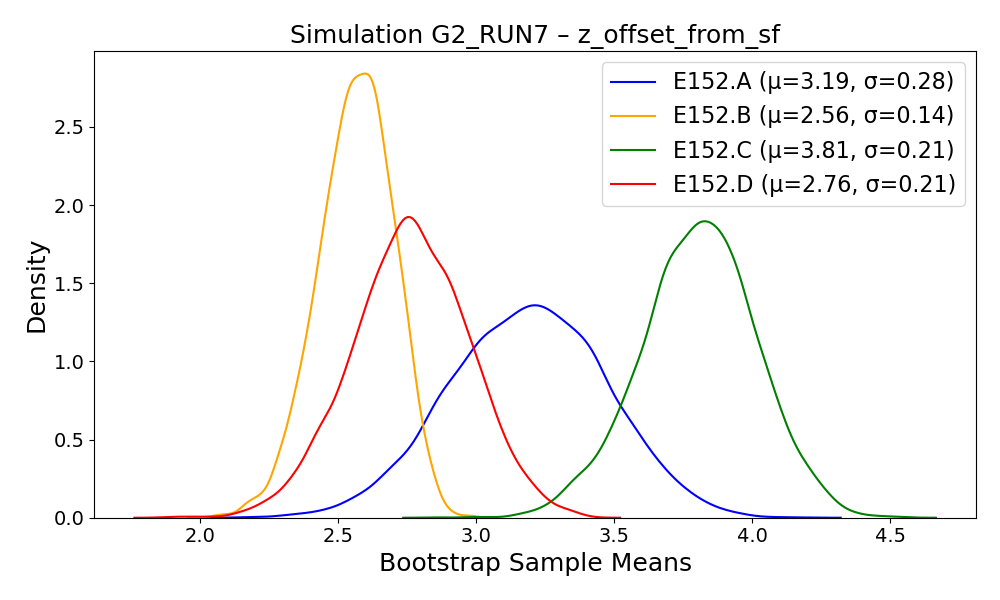 Simulation G2_RUN7 – z_offset_from_sf
E152.A (μ=3.19, σ=0.28)
E152.B (μ=2.56, σ=0.14)
E152.C (μ=3.81, σ=0.21)
E152.D (μ=2.76, σ=0.21)
Density
2.5
2.0
1.5
1.0
0.5
0.0
2.0 2.5 3.0 3.5 4.0 4.5
Bootstrap Sample Means